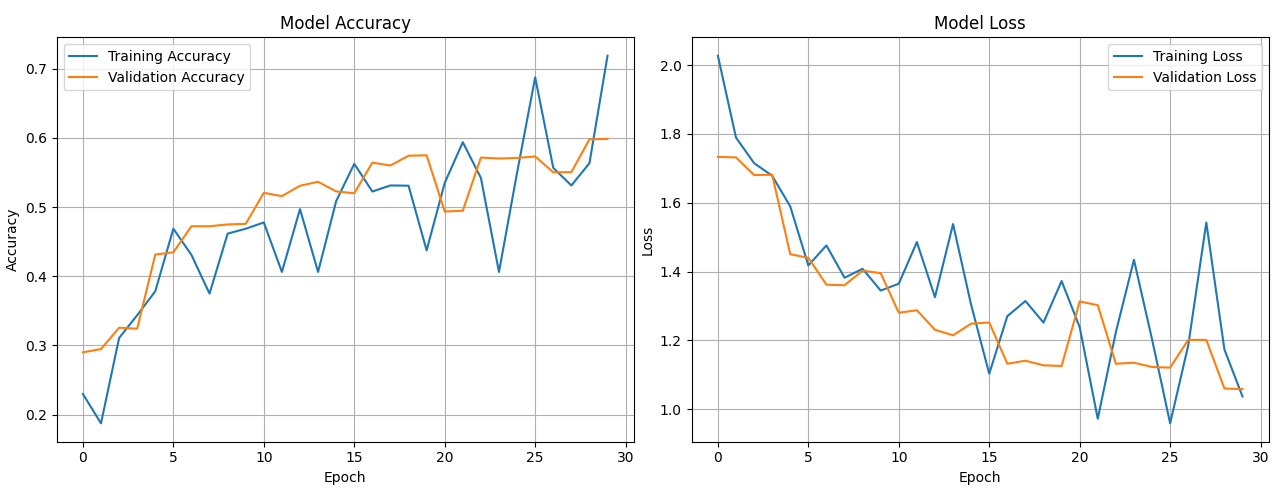 Model Accuracy
Training Accuracy
Validation Accuracy
Accuracy
0.7
0.6
0.5
0.4
0.3
0.2
0 5 10 15 20 25 30
Epoch
Model Loss
Training Loss
Validation Loss
Loss
2.0
1.8
1.6
1.4
1.2
1.0
0 5 10 15 20 25 30
Epoch